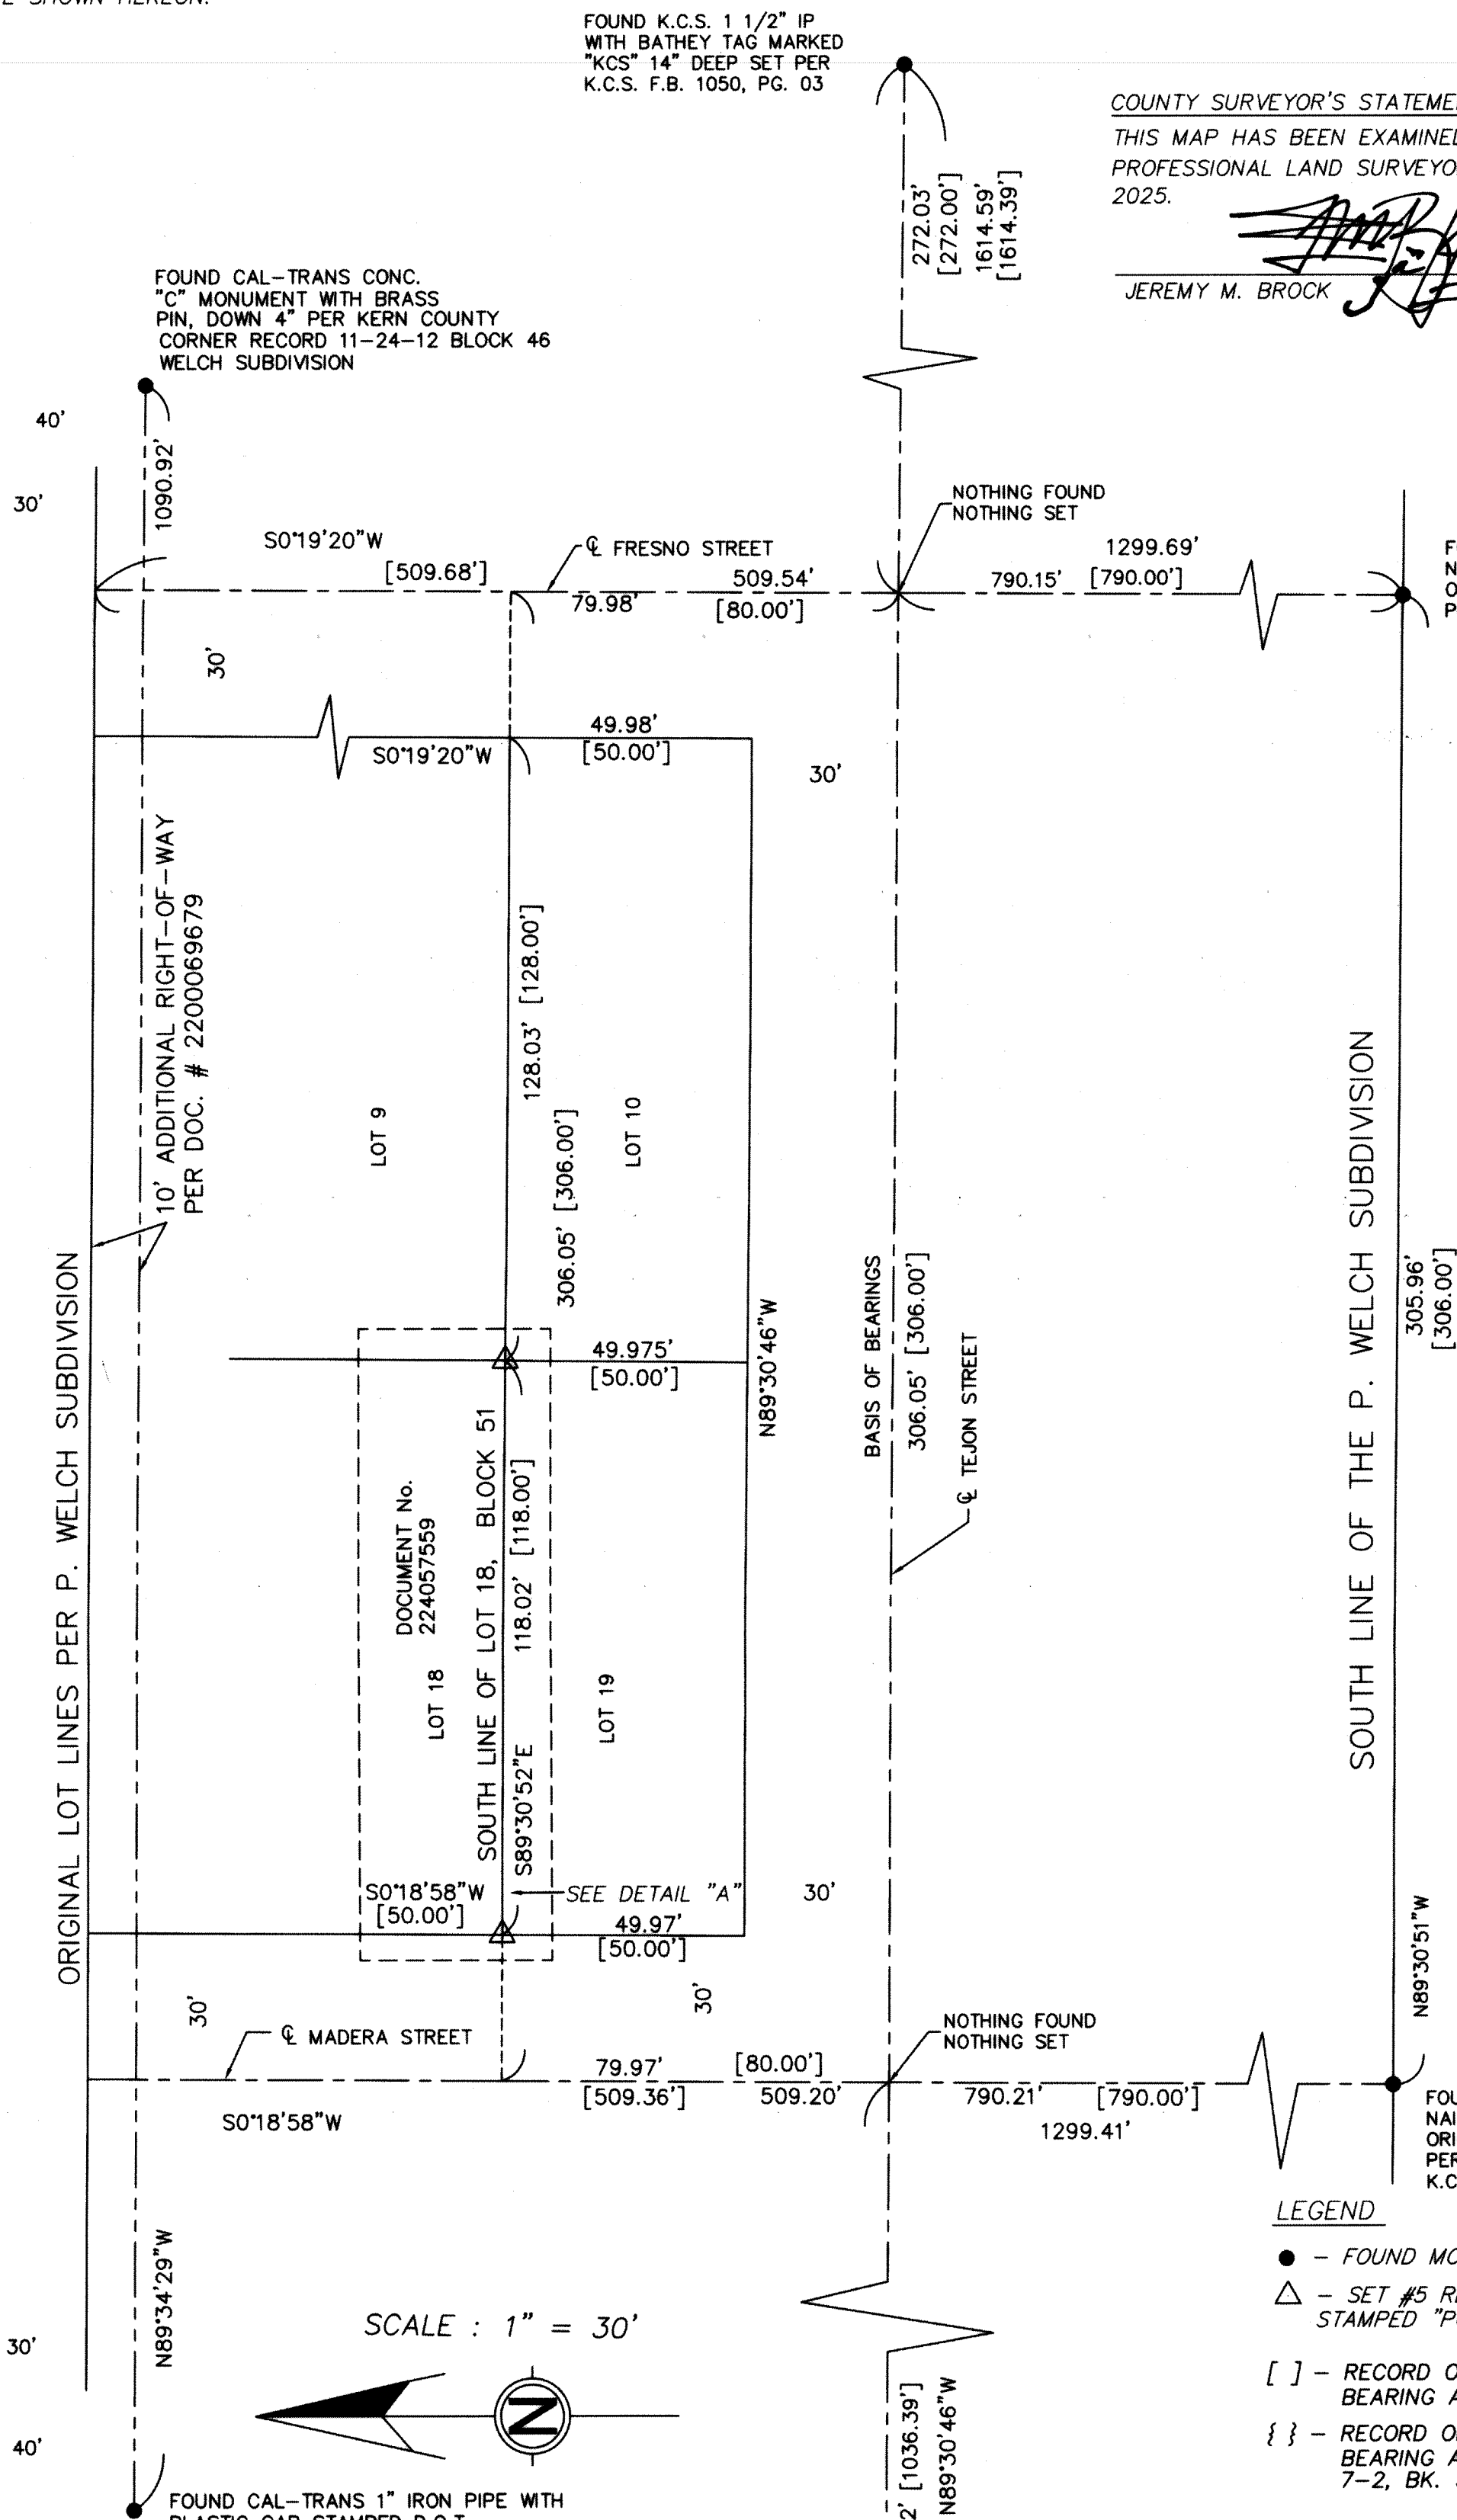 SHOWN HEREON.
FOUND K.C.S. 1 1/2" IP
WITH BATHEY TAG MARKED
"KCS" 14" DEEP SET PER
K.C.S. F.B. 1050, PG. 03
COUNTY SURVEYOR'S
THIS MAP HAS BEEN
PROFESSIONAL LAND
2025.
JEREMY M. BROCK
272.03'
[272.00']
1614.59'
[1614.39']
FOUND CAL-TRANS CONC.
"C" MONUMENT WITH BRASS
PIN, DOWN 4" PER KERN COUNTY
CORNER RECORD 11-24-12 BLOCK 46
WELCH SUBDIVISION
40'
1090.92'
30'
NOTHING FOUND
NOTHING SET
S0°19'20"W
[509.68']
℄ FRESNO STREET
509.54'
79.98'
[80.00']
1299.69'
790.15' [790.00']
30'
49.98'
[50.00']
S0°19'20"W
30'
10' ADDITIONAL RIGHT-OF-WAY
PER DOC. # 2200069679
128.03' [128.00']
306.05' [306.00']
LOT 9
LOT 10
ORIGINAL LOT LINES PER P. WELCH SUBDIVISION
49.975'
[50.00']
N89°30'46"W
BASIS OF BEARINGS
306.05' [306.00']
℄ TEJON STREET
SOUTH LINE OF THE P. WELCH SUBDIVISION
305.96'
[306.00']
DOCUMENT No.
224057559
LOT 18
SOUTH LINE OF LOT 18, BLOCK 51
S89°30'52"E 118.02' [118.00']
LOT 19
S0°18'58"W
[50.00']
SEE DETAIL "A"
49.97'
[50.00']
30'
N89°30'51"W
30'
30'
℄ MADERA STREET
NOTHING FOUND
NOTHING SET
79.97'
[80.00']
[509.36']
509.20'
790.21' [790.00']
1299.41'
S0°18'58"W
N89°34'29"W
LEGEND
● - FOUND
△ - SET #5
STAMPED
[ ] - RECORD
BEARING
{ } - RECORD
BEARING
7-2, BK.
SCALE : 1" = 30'
N
30'
40'
[1036.39']
N89°30'46"W
FOUND CAL-TRANS 1" IRON PIPE WITH